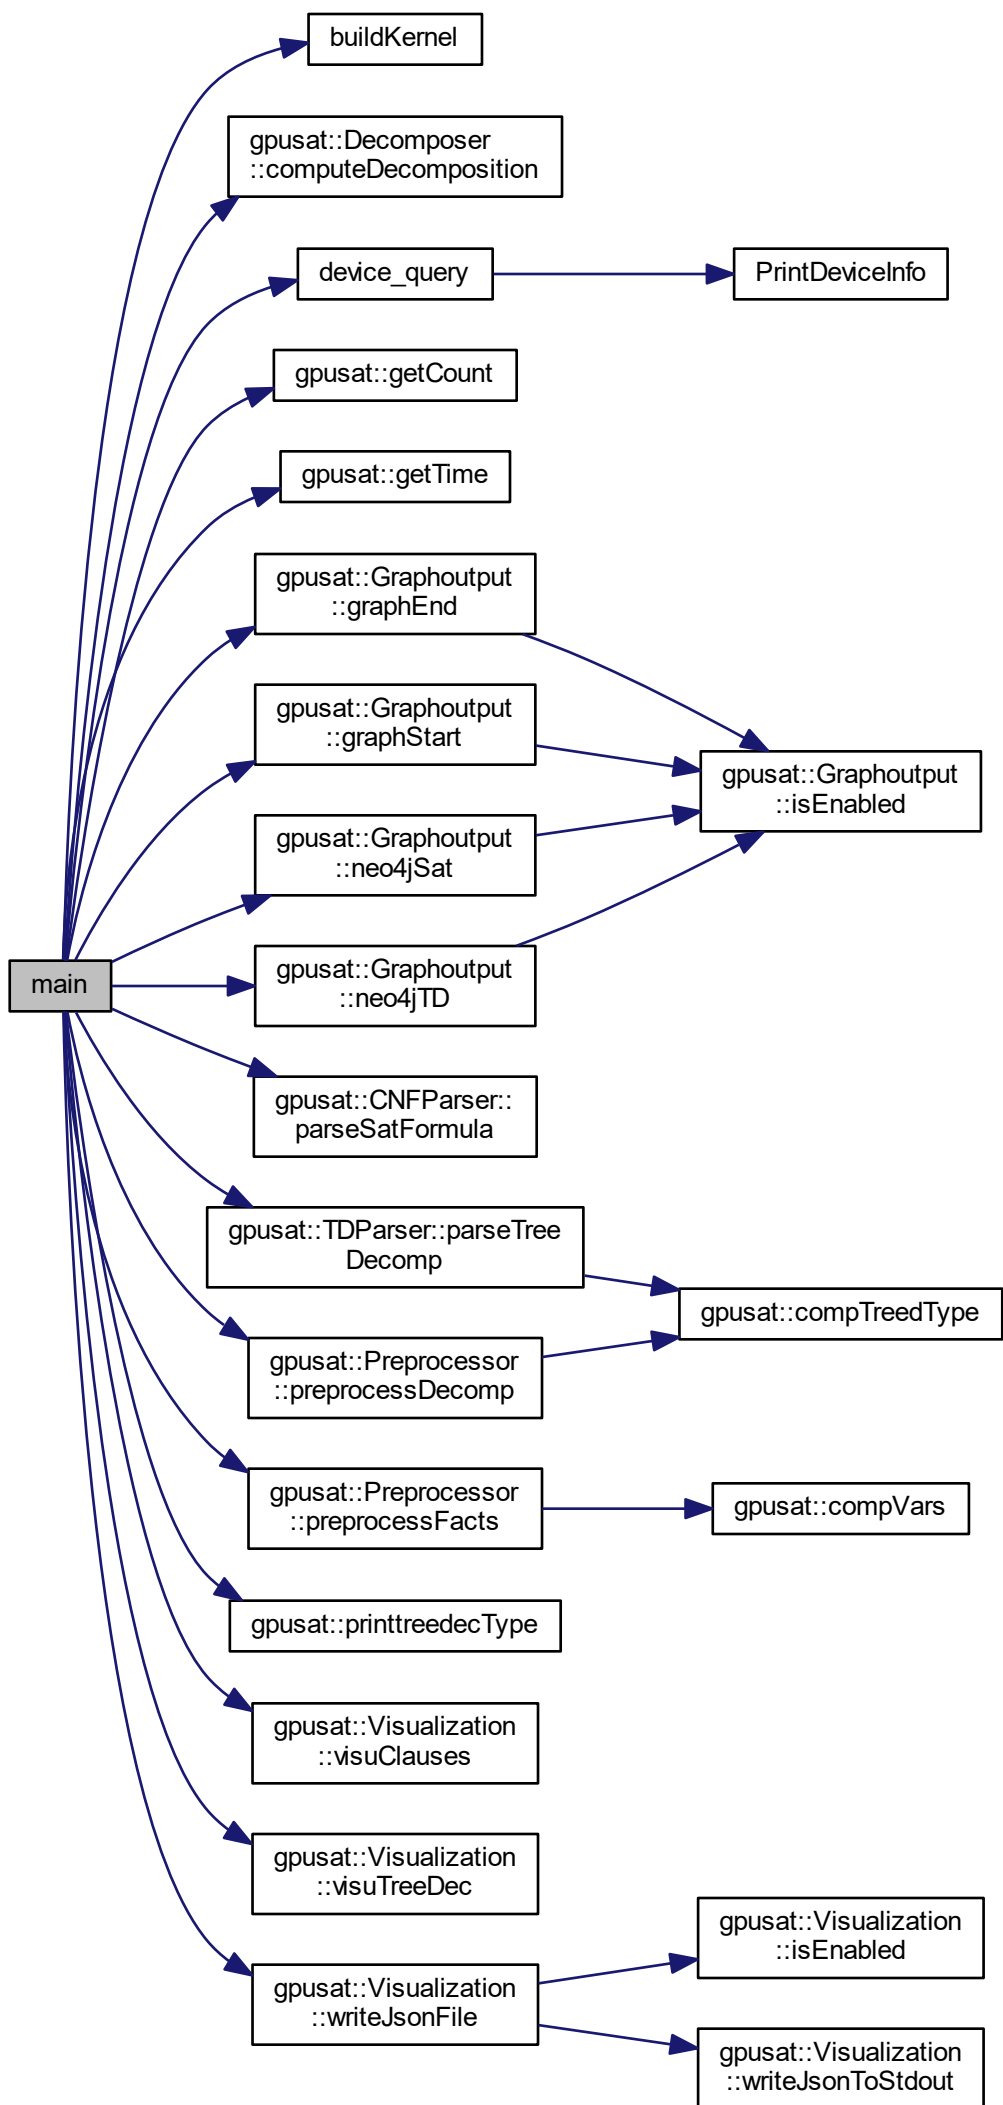 buildKernel
gpusat::Decomposer
::computeDecomposition
device_query
PrintDeviceInfo
gpusat::getCount
gpusat::getTime
gpusat::Graphoutput
::graphEnd
gpusat::Graphoutput
::graphStart
gpusat::Graphoutput
::isEnabled
gpusat::Graphoutput
::neo4jSat
main
gpusat::Graphoutput
::neo4jTD
gpusat::CNFParser::
parseSatFormula
gpusat::TDParser::parseTree
Decomp
gpusat::compTreedType
gpusat::Preprocessor
::preprocessDecomp
gpusat::Preprocessor
::preprocessFacts
gpusat::compVars
gpusat::printtreedecType
gpusat::Visualization
::visuClauses
gpusat::Visualization
::visuTreeDec
gpusat::Visualization
::isEnabled
gpusat::Visualization
::writeJsonFile
gpusat::Visualization
::writeJsonToStdout